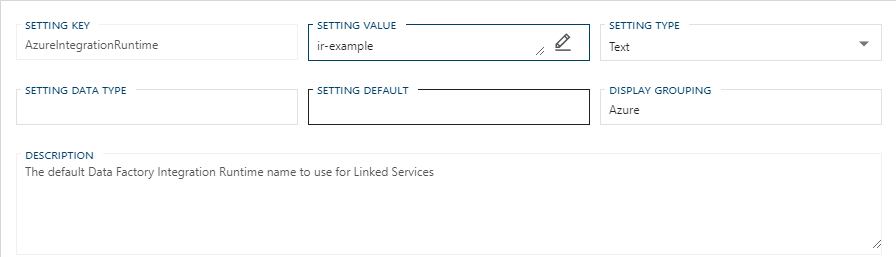 SETTING KEY
AzureIntegrationRuntime
SETTING VALUE
ir-example
SETTING TYPE
Text
SETTING DATA TYPE
SETTING DEFAULT
DISPLAY GROUPING
Azure
DESCRIPTION
The default Data Factory Integration Runtime name to use for Linked Services